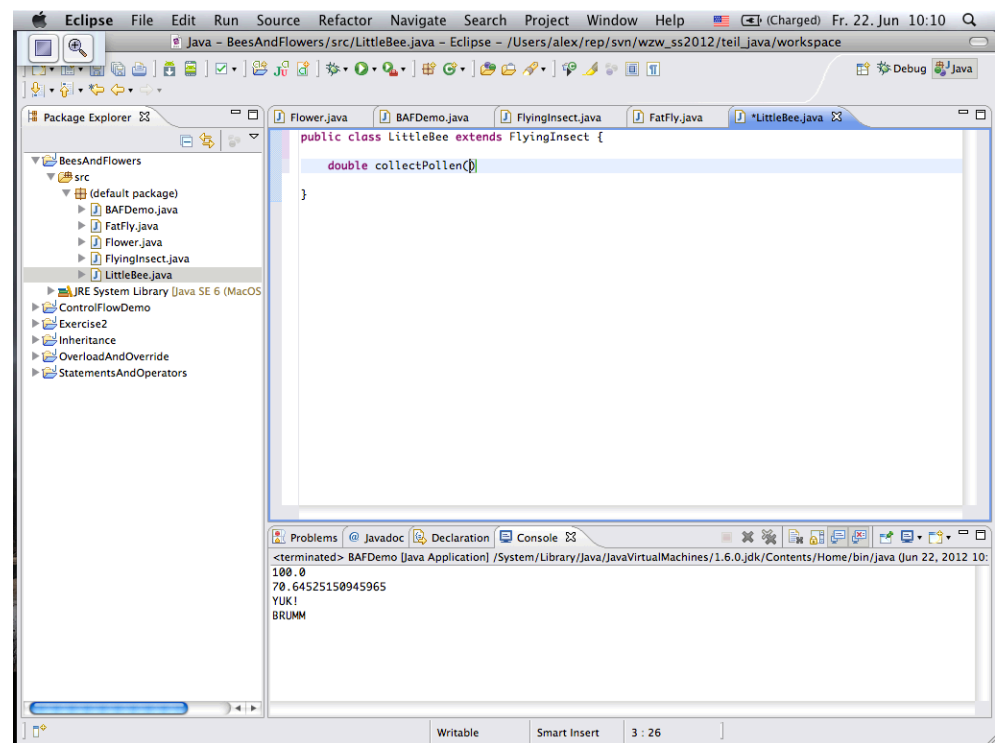 Eclipse File Edit Run Source Refactor Navigate Search Project Window Help (Charged) Fr. 22. Jun 10:10
Java – BeesAndFlowers/src/LittleBee.java – Eclipse – /Users/alex/rep/svn/wzw_ss2012/teil_java/workspace
Debug Java
Package Explorer
BeesAndFlowers
src
(default package)
BAFDemo.java
FatFly.java
Flower.java
FlyingInsect.java
LittleBee.java
JRE System Library [Java SE 6 (MacOS
ControlFlowDemo
Exercise2
Inheritance
OverloadAndOverride
StatementsAndOperators
Flower.java BAFDemo.java FlyingInsect.java FatFly.java *LittleBee.java
public class LittleBee extends FlyingInsect {
double collectPollen()
}
Problems @ Javadoc Declaration Console
<terminated> BAFDemo [Java Application] /System/Library/Java/JavaVirtualMachines/1.6.0.jdk/Contents/Home/bin/java (Jun 22, 2012 10:
100.0
70.64525150945965
YUK!
BRUMM
Writable Smart Insert 3 : 26